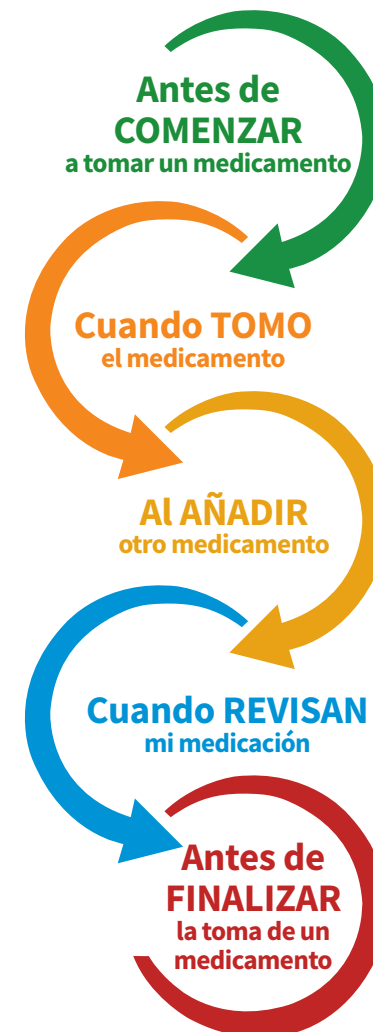 Antes de
COMENZAR
a tomar un medicamento
Cuando TOMO
el medicamento
Al AÑADIR
otro medicamento
Cuando REVISAN
mi medicación
Antes de
FINALIZAR
la toma de un
medicamento